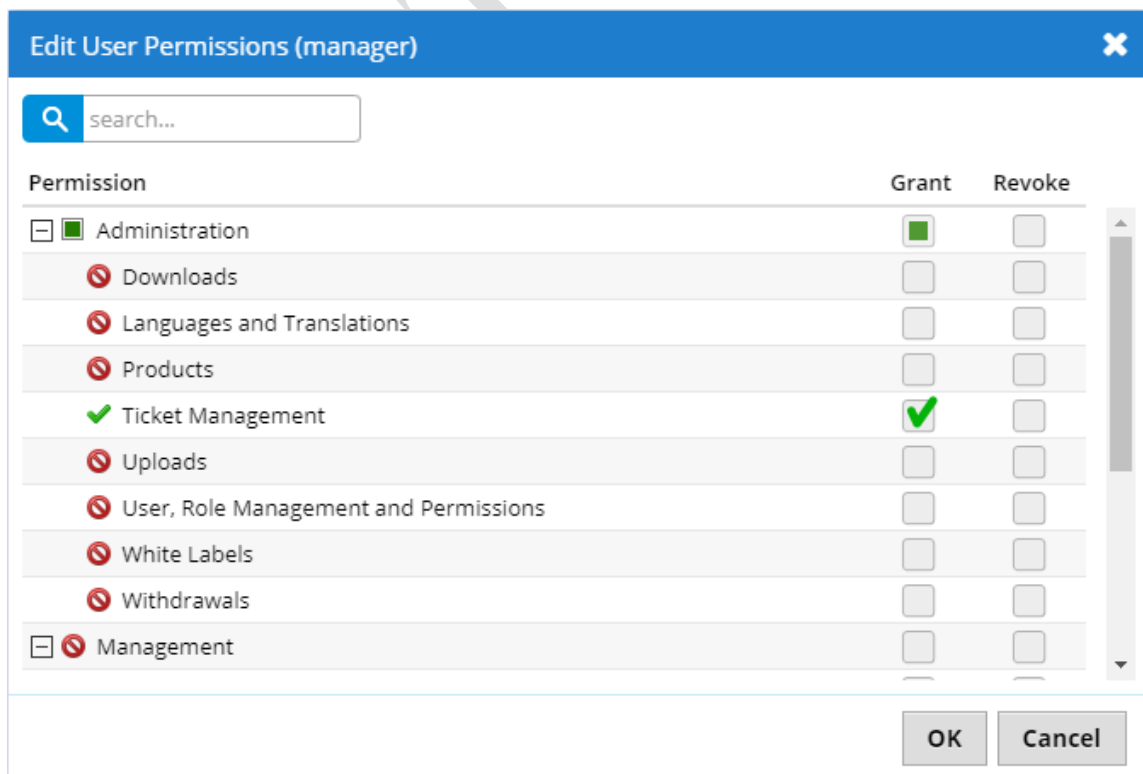 Edit User Permissions (manager)
search...
Permission Grant Revoke
Administration
Downloads
Languages and Translations
Products
Ticket Management
Uploads
User, Role Management and Permissions
White Labels
Withdrawals
Management
OK Cancel